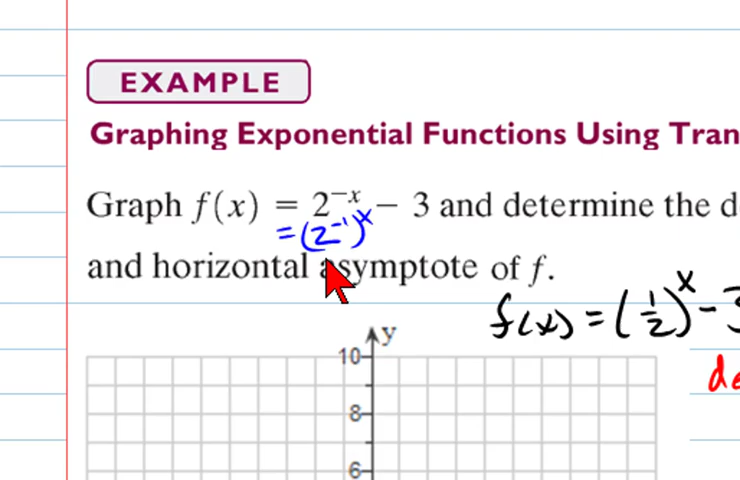 EXAMPLE
Graphing Exponential Functions Using Tran
Graph f(x) = 2⁻ˣ − 3 and determine the d
= (2⁻¹)ˣ
and horizontal asymptote of f.
f(x) = (1/2)ˣ - 3
de
y
10
8
6